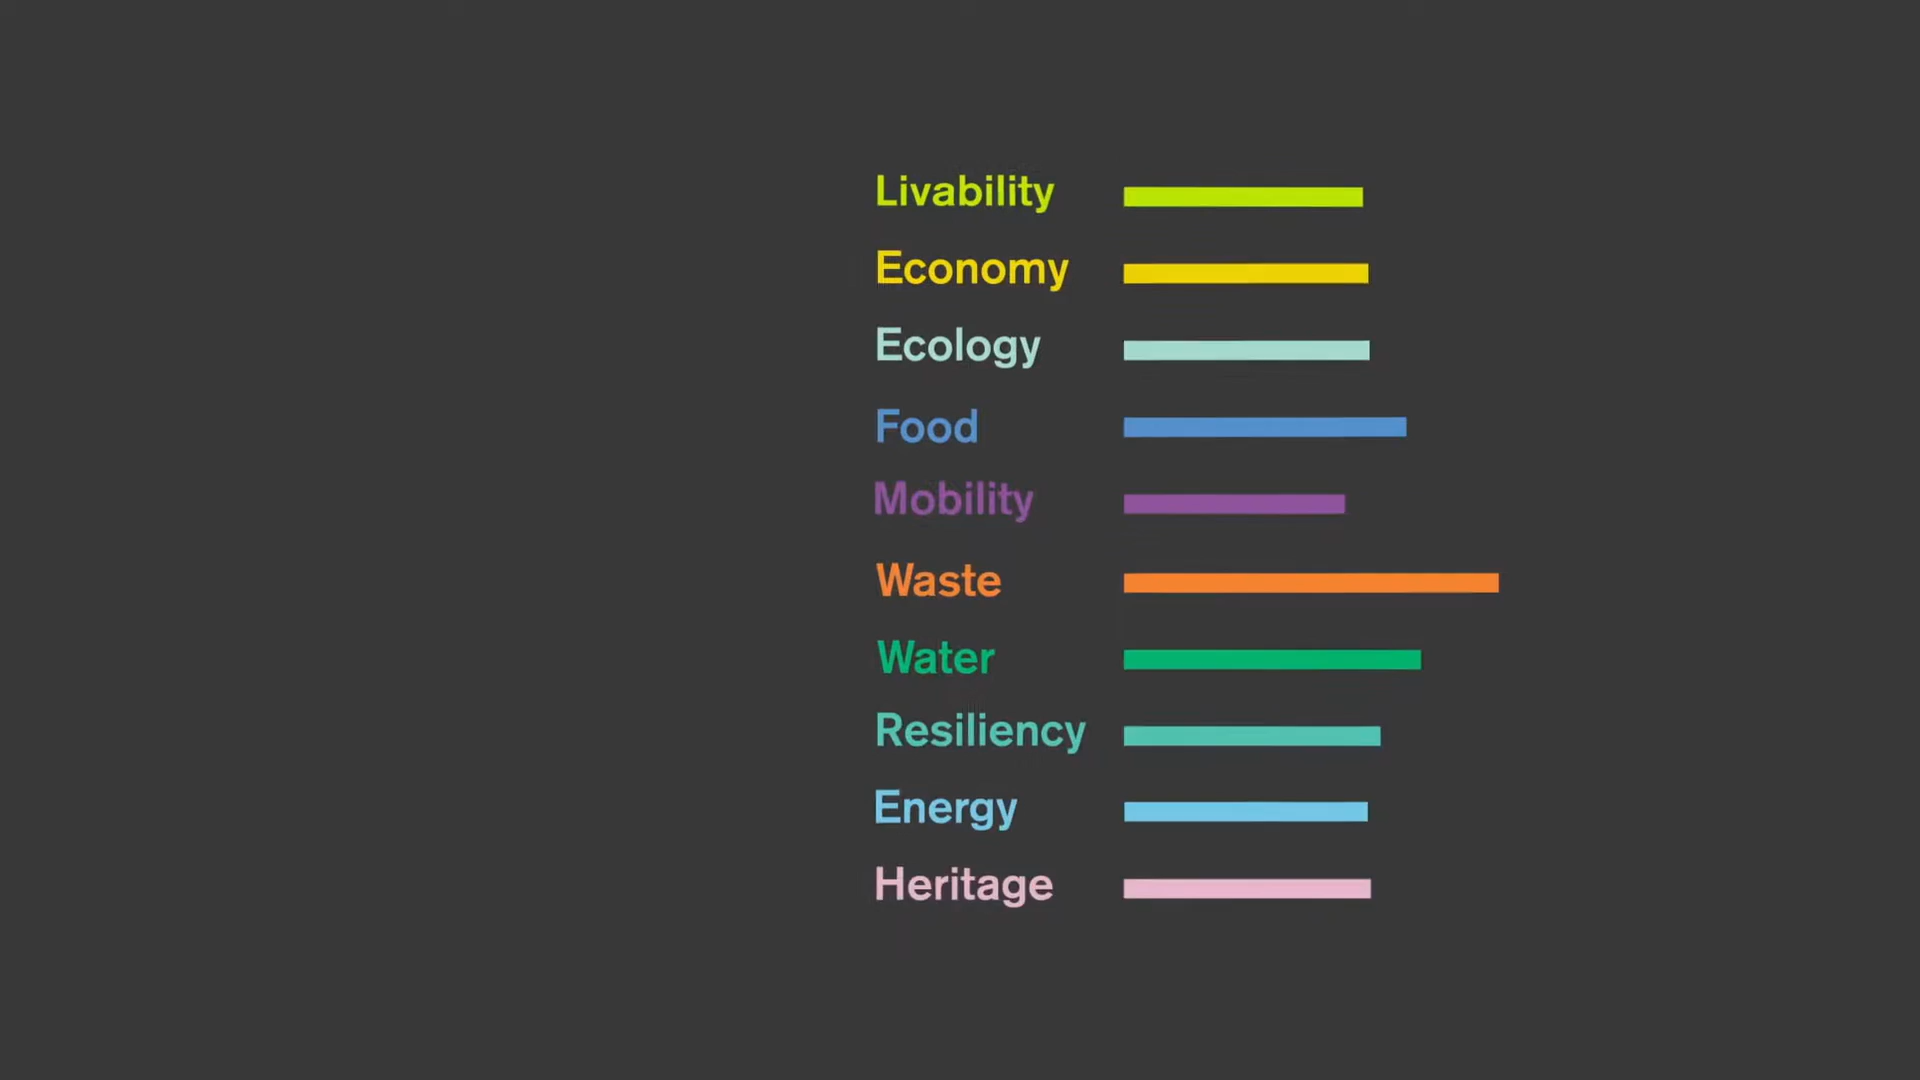 Livability
Economy
Ecology
Food
Mobility
Waste
Water
Resiliency
Energy
Heritage